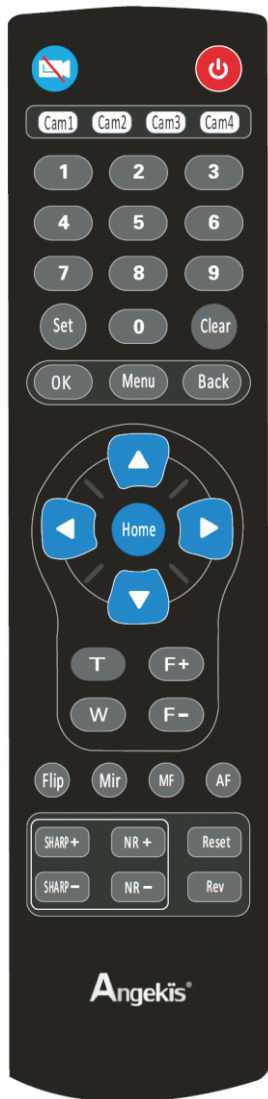 Cam1 Cam2 Cam3 Cam4
1 2 3
4 5 6
7 8 9
Set 0 Clear
OK Menu Back
Home
T F+
W F−
Flip Mir MF AF
SHARP+ NR+ Reset
SHARP− NR− Rev
Angekïs®